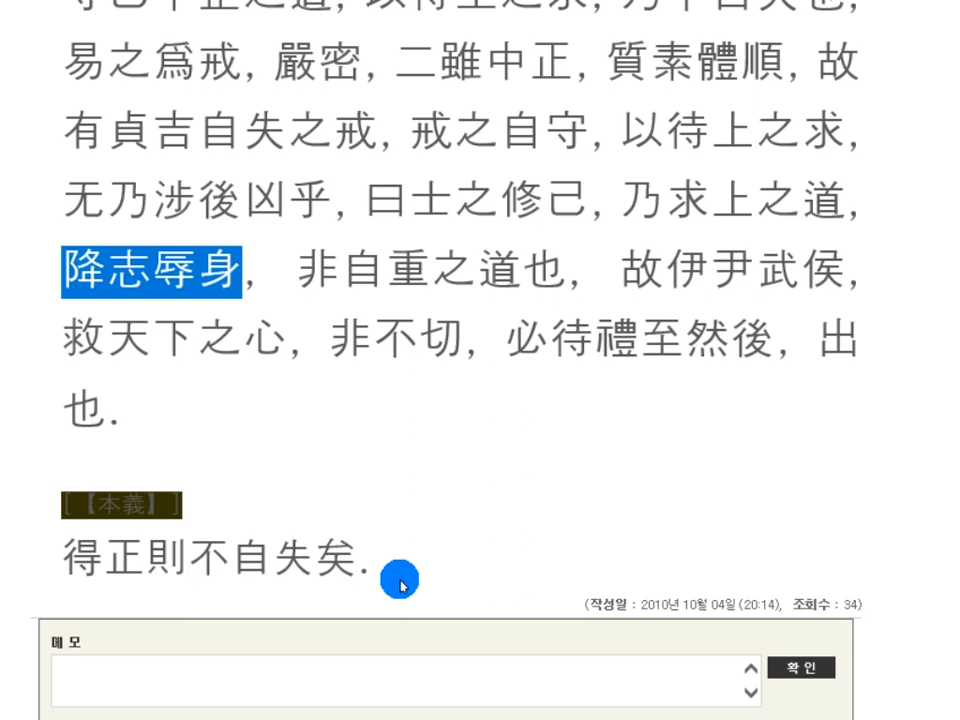 易之爲戒, 嚴密, 二雖中正, 質素體順, 故
有貞吉自失之戒, 戒之自守, 以待上之求,
无乃涉後凶乎, 曰士之修己, 乃求上之道,
降志辱身, 非自重之道也, 故伊尹武侯,
救天下之心, 非不切, 必待禮至然後, 出
也.
[【本義】]
得正則不自失矣.
(작성일 : 2010년 10월 04일 (20:14), 조회수 : 34)
메 모
확 인